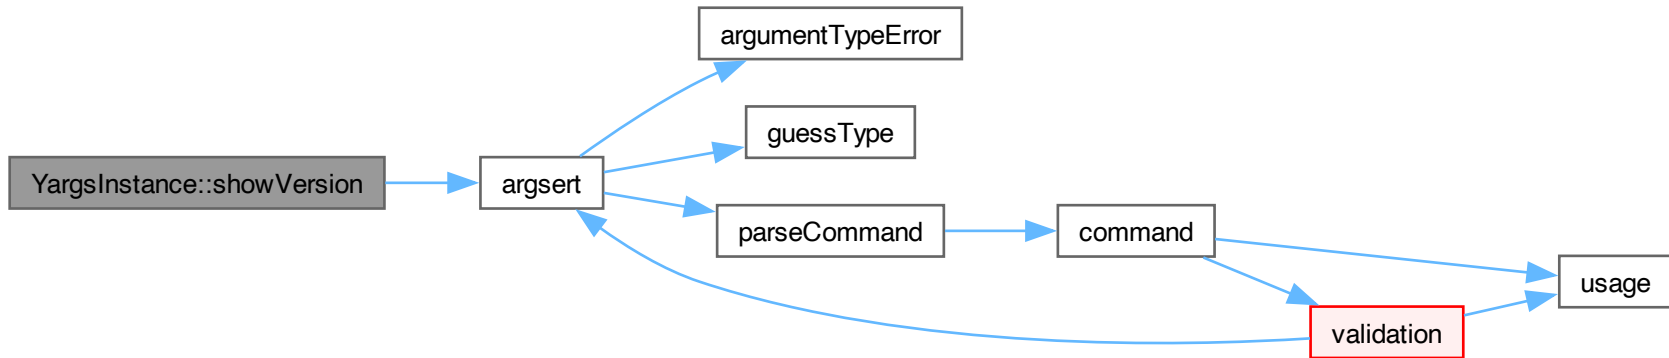 YargsInstance::showVersion
argsert
argumentTypeError
guessType
parseCommand
command
usage
validation